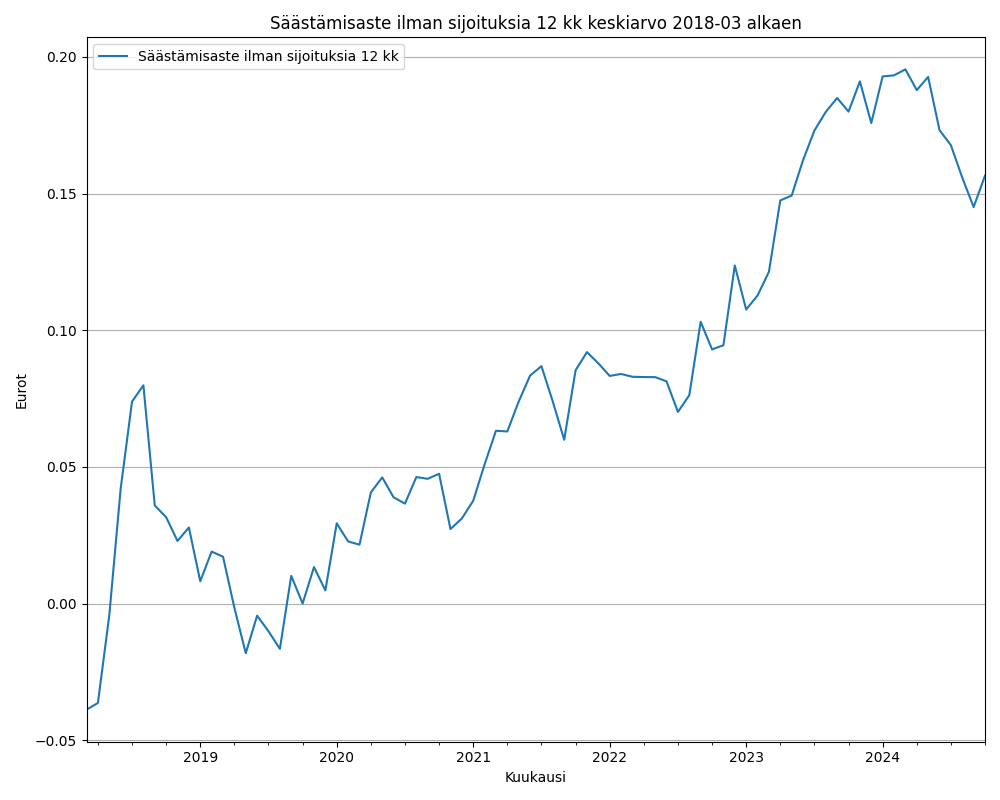 Säästämisaste ilman sijoituksia 12 kk keskiarvo 2018-03 alkaen
Säästämisaste ilman sijoituksia 12 kk
0.20
0.15
0.10
0.05
0.00
−0.05
Eurot
2019 2020 2021 2022 2023 2024
Kuukausi